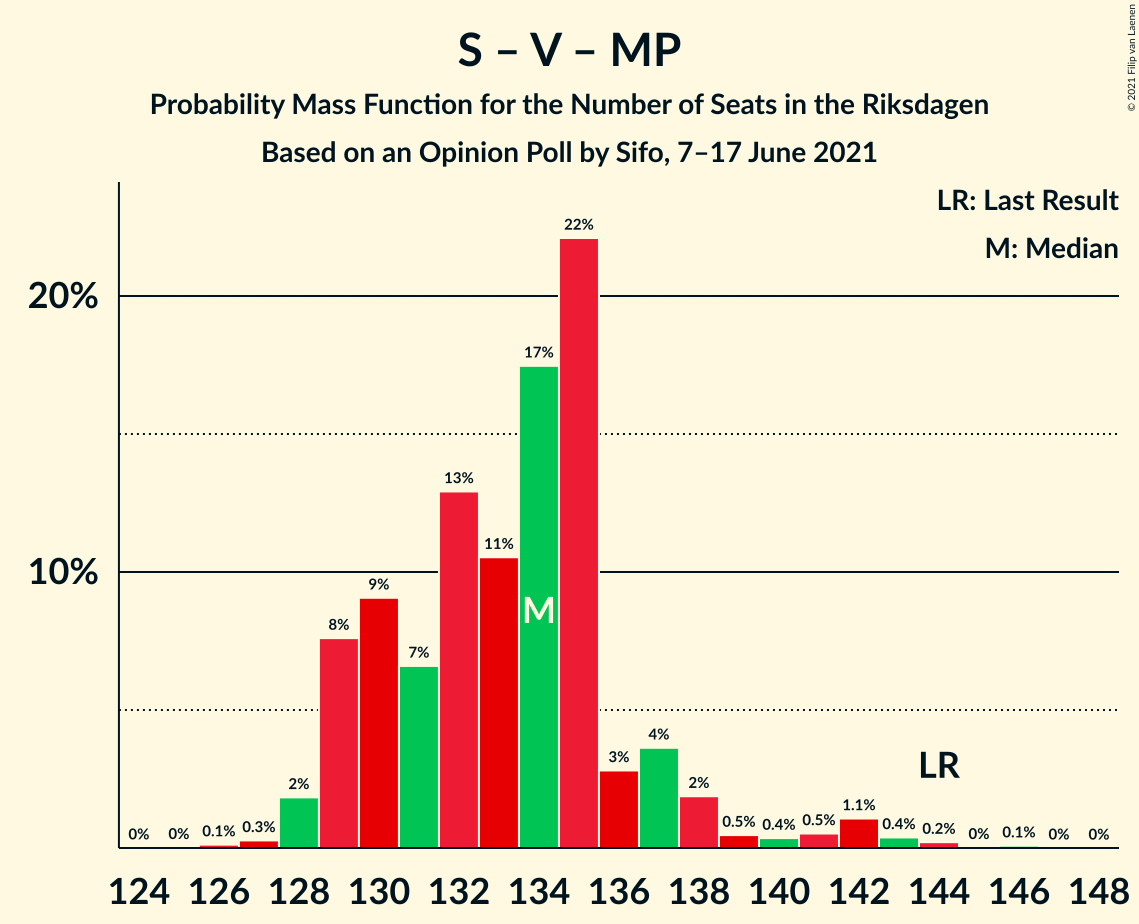 S – V – MP
Probability Mass Function for the Number of Seats in the Riksdagen
Based on an Opinion Poll by Sifo, 7–17 June 2021
© 2021 Filip van Laenen
LR: Last Result
M: Median
20%
10%
0% 0% 0.1% 0.3% 2% 8% 9% 7% 13% 11% 17% 22% 3% 4% 2% 0.5% 0.4% 0.5% 1.1% 0.4% 0.2% 0% 0.1% 0% 0%
M
LR
124 126 128 130 132 134 136 138 140 142 144 146 148